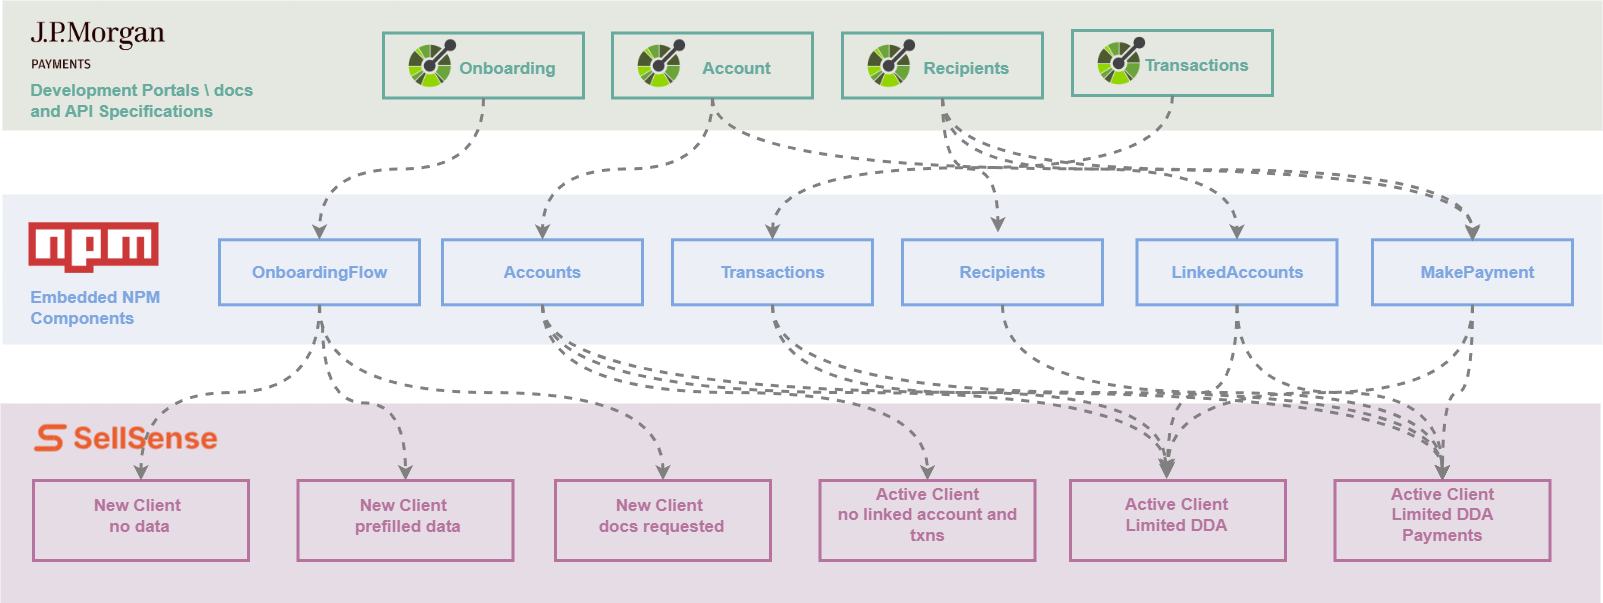 J.P.Morgan
PAYMENTS
Development Portals \ docs
and API Specifications
Onboarding
Account
Recipients
Transactions
npm
Embedded NPM
Components
OnboardingFlow
Accounts
Transactions
Recipients
LinkedAccounts
MakePayment
SellSense
New Client
no data
New Client
prefilled data
New Client
docs requested
Active Client
no linked account and
txns
Active Client
Limited DDA
Active Client
Limited DDA
Payments